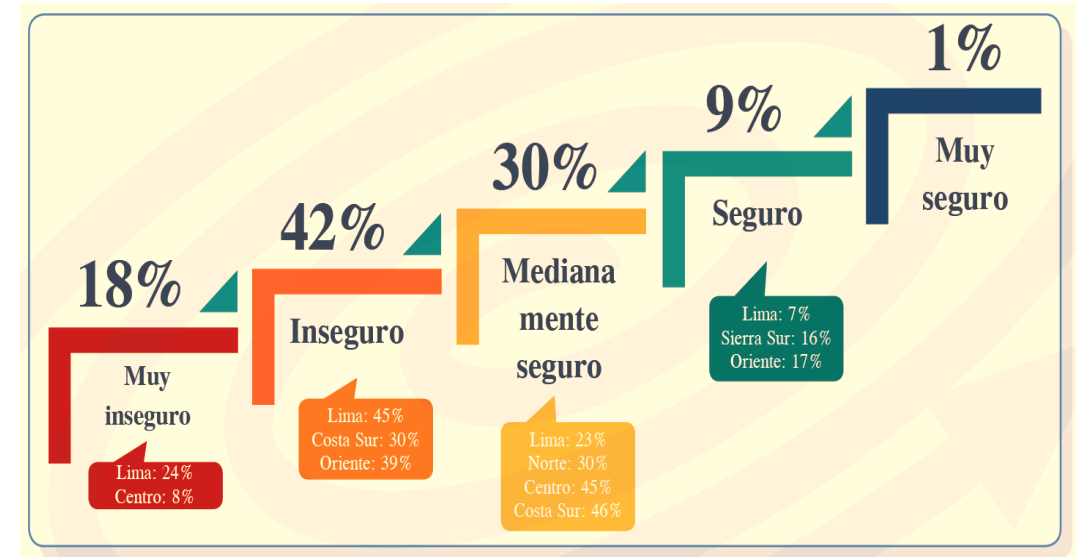 18%
Muy
inseguro
Lima: 24%
Centro: 8%
42%
Inseguro
Lima: 45%
Costa Sur: 30%
Oriente: 39%
30%
Mediana
mente
seguro
Lima: 23%
Norte: 30%
Centro: 45%
Costa Sur: 46%
9%
Seguro
Lima: 7%
Sierra Sur: 16%
Oriente: 17%
1%
Muy
seguro